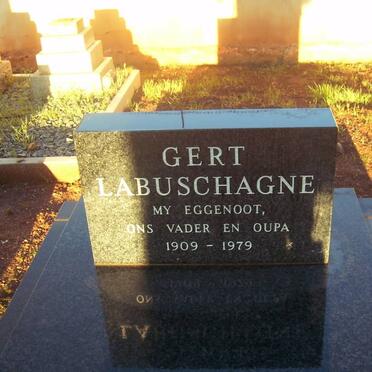 GERT
LABUSCHAGNE
MY EGGENOOT,
ONS VADER EN OUPA
1909 - 1979